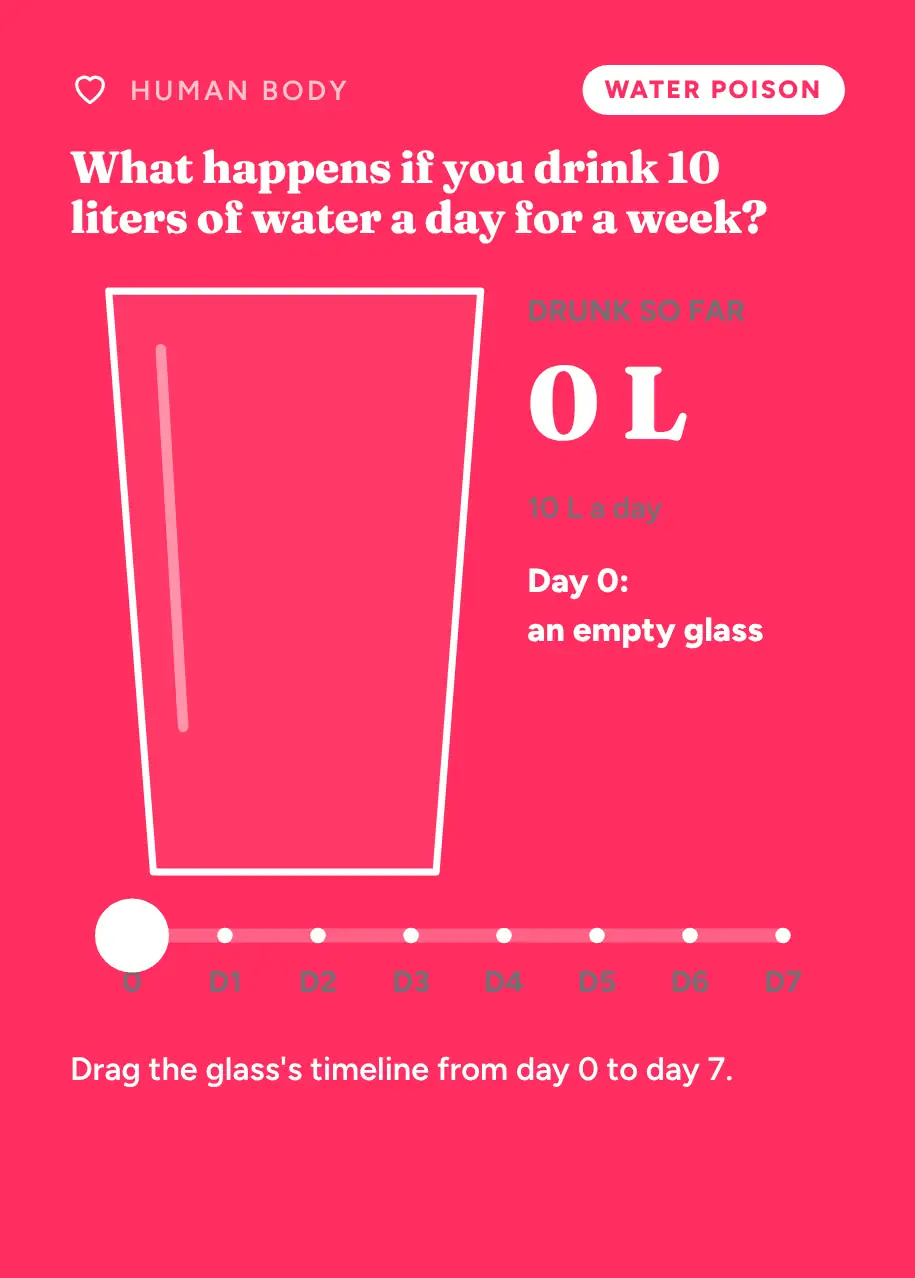 HUMAN BODY
WATER POISON
What happens if you drink 10
liters of water a day for a week?
DRUNK SO FAR
0 L
10 L a day
Day 0:
an empty glass
0 D1 D2 D3 D4 D5 D6 D7
Drag the glass's timeline from day 0 to day 7.